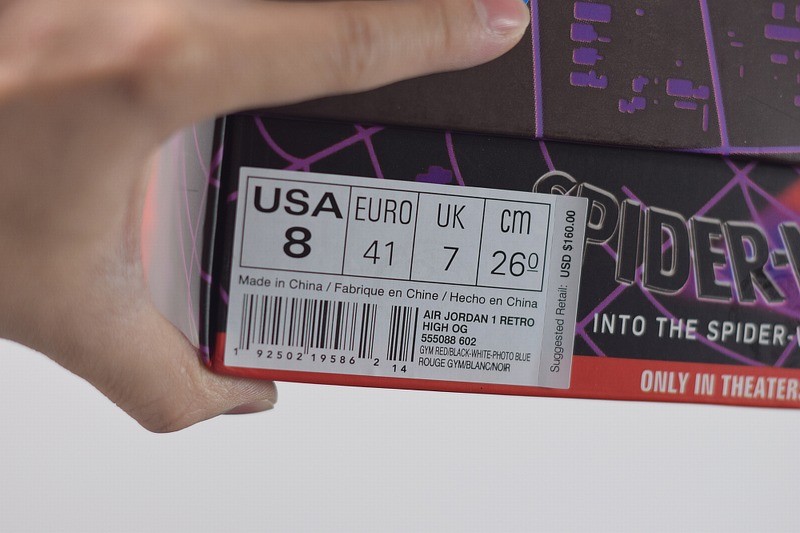 USA EURO UK cm
8 41 7 260
Made in China / Fabrique en Chine / Hecho en China
AIR JORDAN 1 RETRO
HIGH OG
555088 602
GYM RED/BLACK-WHITE-PHOTO BLUE
ROUGE GYM/BLANC/NOIR
1 92502 19586 2 14
Suggested Retail: USD $160.00
SPIDER-
INTO THE SPIDER-
ONLY IN THEATERS